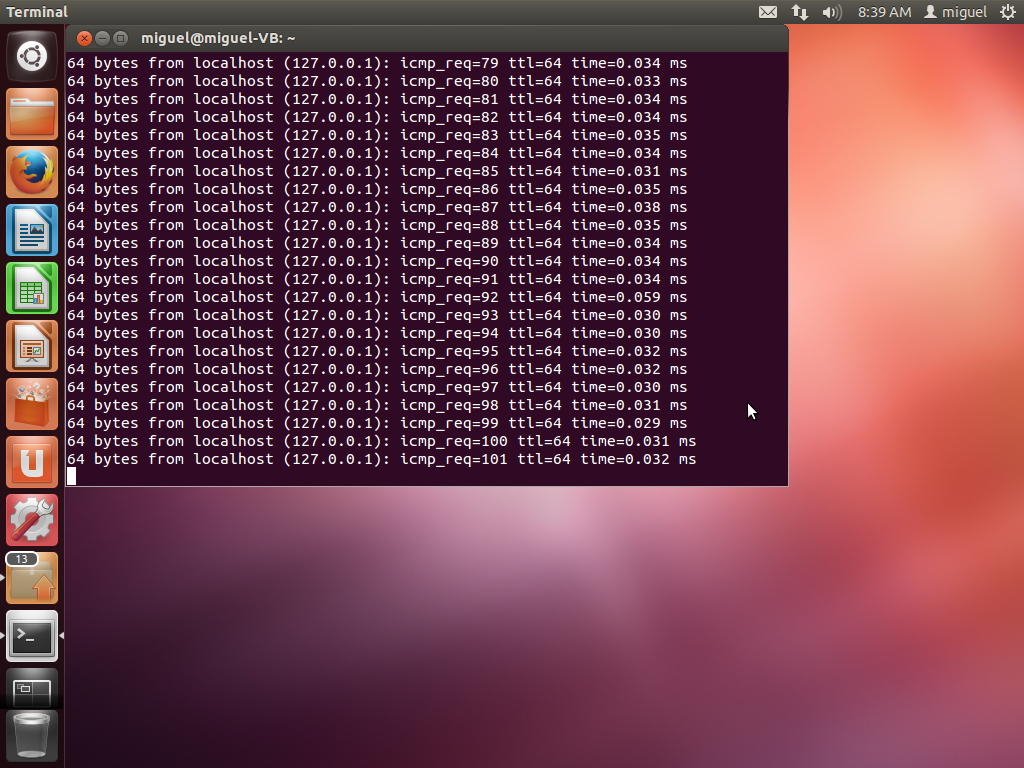 Terminal
8:39 AM
miguel
miguel@miguel-VB: ~
64 bytes from localhost (127.0.0.1): icmp_req=79 ttl=64 time=0.034 ms
64 bytes from localhost (127.0.0.1): icmp_req=80 ttl=64 time=0.033 ms
64 bytes from localhost (127.0.0.1): icmp_req=81 ttl=64 time=0.034 ms
64 bytes from localhost (127.0.0.1): icmp_req=82 ttl=64 time=0.034 ms
64 bytes from localhost (127.0.0.1): icmp_req=83 ttl=64 time=0.035 ms
64 bytes from localhost (127.0.0.1): icmp_req=84 ttl=64 time=0.034 ms
64 bytes from localhost (127.0.0.1): icmp_req=85 ttl=64 time=0.031 ms
64 bytes from localhost (127.0.0.1): icmp_req=86 ttl=64 time=0.035 ms
64 bytes from localhost (127.0.0.1): icmp_req=87 ttl=64 time=0.038 ms
64 bytes from localhost (127.0.0.1): icmp_req=88 ttl=64 time=0.035 ms
64 bytes from localhost (127.0.0.1): icmp_req=89 ttl=64 time=0.034 ms
64 bytes from localhost (127.0.0.1): icmp_req=90 ttl=64 time=0.034 ms
64 bytes from localhost (127.0.0.1): icmp_req=91 ttl=64 time=0.034 ms
64 bytes from localhost (127.0.0.1): icmp_req=92 ttl=64 time=0.059 ms
64 bytes from localhost (127.0.0.1): icmp_req=93 ttl=64 time=0.030 ms
64 bytes from localhost (127.0.0.1): icmp_req=94 ttl=64 time=0.030 ms
64 bytes from localhost (127.0.0.1): icmp_req=95 ttl=64 time=0.032 ms
64 bytes from localhost (127.0.0.1): icmp_req=96 ttl=64 time=0.032 ms
64 bytes from localhost (127.0.0.1): icmp_req=97 ttl=64 time=0.030 ms
64 bytes from localhost (127.0.0.1): icmp_req=98 ttl=64 time=0.031 ms
64 bytes from localhost (127.0.0.1): icmp_req=99 ttl=64 time=0.029 ms
64 bytes from localhost (127.0.0.1): icmp_req=100 ttl=64 time=0.031 ms
64 bytes from localhost (127.0.0.1): icmp_req=101 ttl=64 time=0.032 ms
13